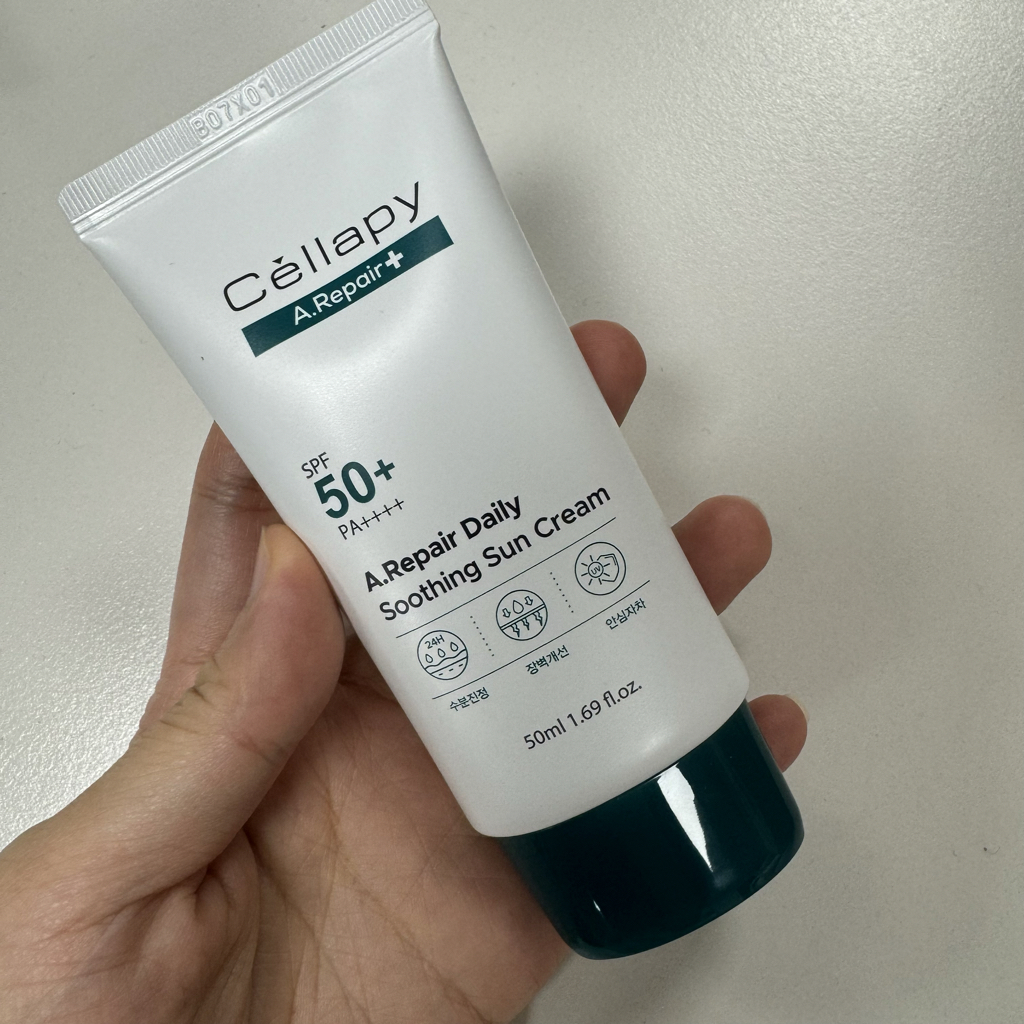 B07X01
Cellapy
A.Repair+
SPF
50+
PA++++
A.Repair Daily
Soothing Sun Cream
24H
UV
수분진정
장벽개선
안심자차
50ml 1.69 fl.oz.